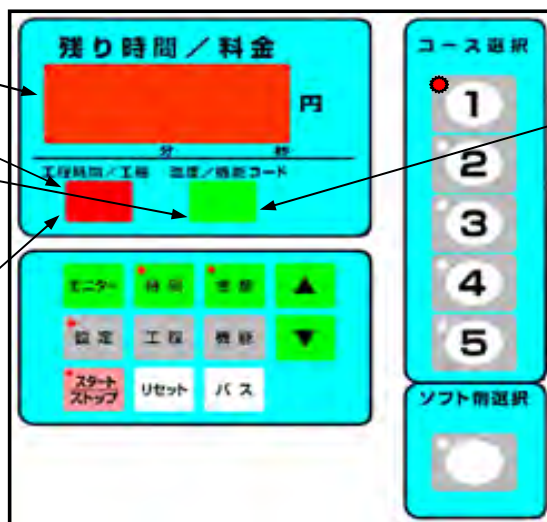 残り時間／料金
円
分 秒
工程時間／工程 温度／機能コード
モニター 時間 温度 ▲
設定 工程 機能 ▼
スタート
ストップ
リセット パス
コース選択
1
2
3
4
5
ソフト剤選択